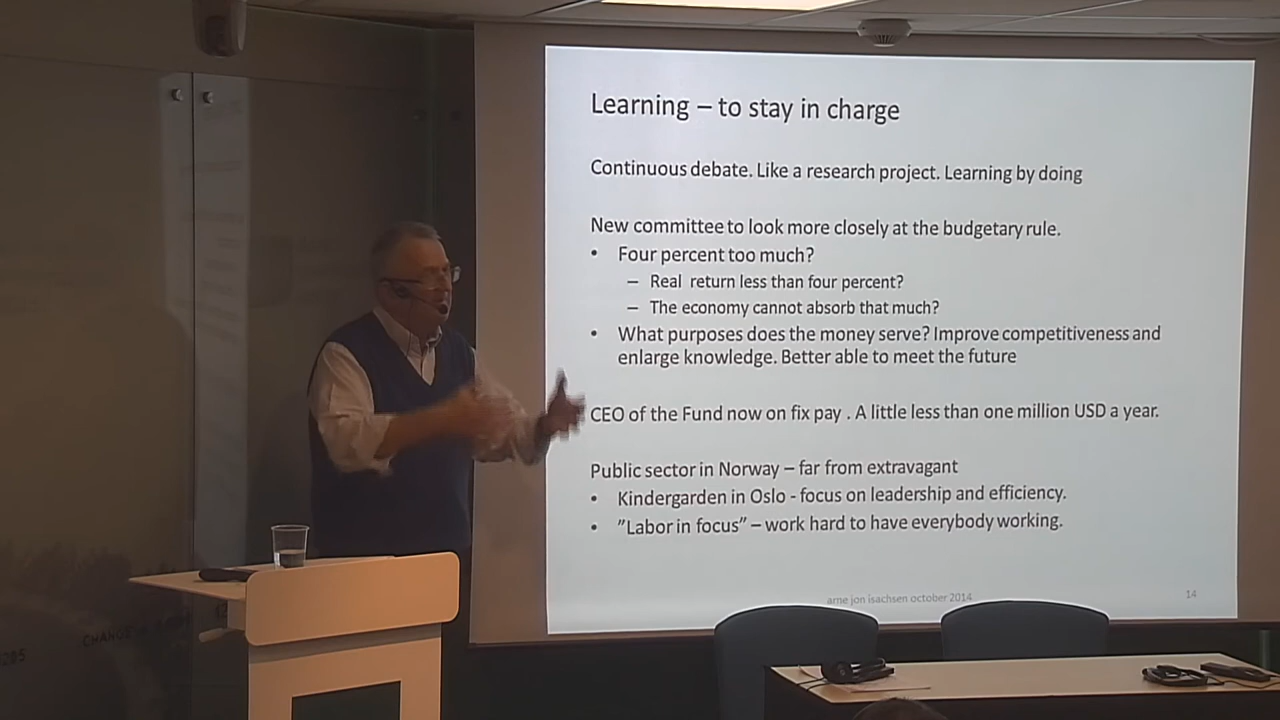 Learning – to stay in charge
Continuous debate. Like a research project. Learning by doing
New committee to look more closely at the budgetary rule.
• Four percent too much?
– Real return less than four percent?
– The economy cannot absorb that much?
• What purposes does the money serve? Improve competitiveness and
enlarge knowledge. Better able to meet the future
CEO of the Fund now on fix pay . A little less than one million USD a year.
Public sector in Norway – far from extravagant
• Kindergarden in Oslo - focus on leadership and efficiency.
• ”Labor in focus” – work hard to have everybody working.
arne jon isachsen october 2014
14